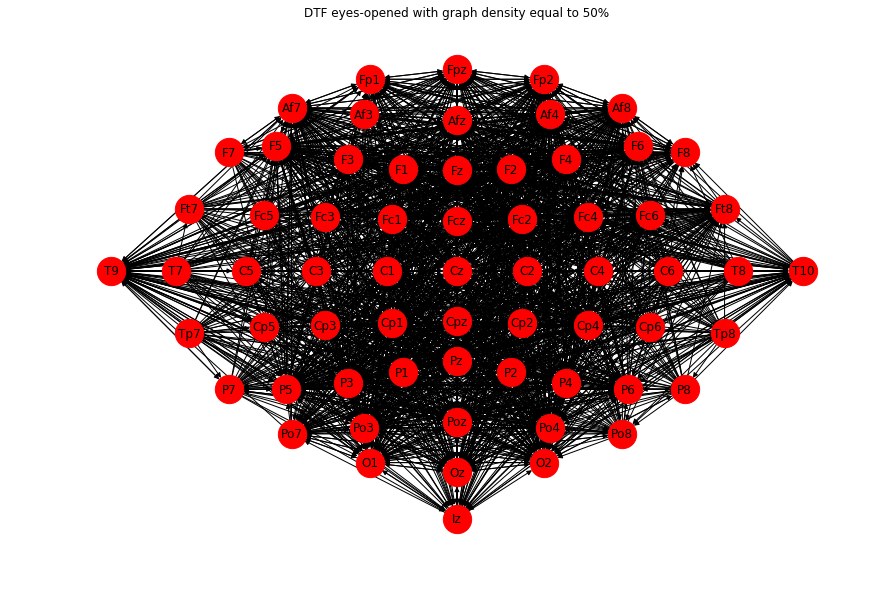 DTF eyes-opened with graph density equal to 50%
Fpz
Fp1 Fp2
Af7 Af8
Af3 Afz Af4
F5 F6
F7 F8
F3 F4
F1 Fz F2
Ft7 Ft8
Fc5 Fc3 Fc4 Fc6
Fc1 Fcz Fc2
T9 T7 C5 C3 C1 Cz C2 C4 C6 T8 T10
Cp5 Cp3 Cp1 Cpz Cp2 Cp4 Cp6
Tp7 Tp8
Pz
P1 P2
P7 P5 P3 P4 P6 P8
Poz
Po7 Po3 Po4 Po8
O1 O2
Oz
Iz